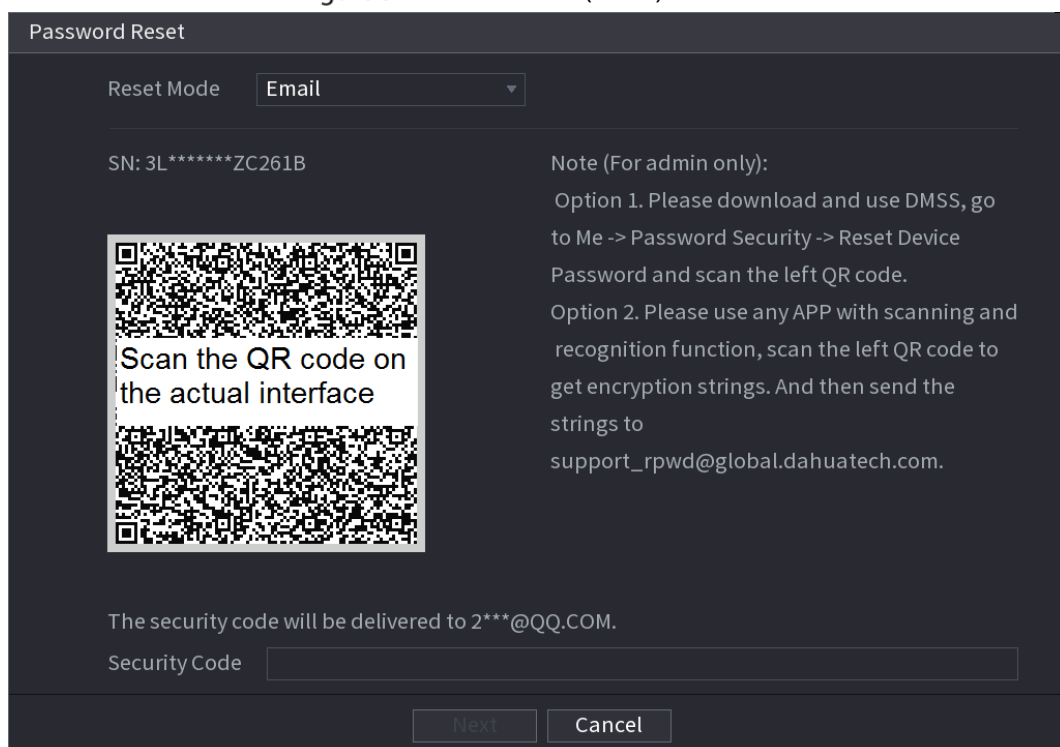 Password Reset
Reset Mode Email
SN: 3L*******ZC261B
Note (For admin only):
Option 1. Please download and use DMSS, go
to Me -> Password Security -> Reset Device
Password and scan the left QR code.
Option 2. Please use any APP with scanning and
recognition function, scan the left QR code to
get encryption strings. And then send the
strings to
support_rpwd@global.dahuatech.com.
Scan the QR code on
the actual interface
The security code will be delivered to 2***@QQ.COM.
Security Code
Next Cancel